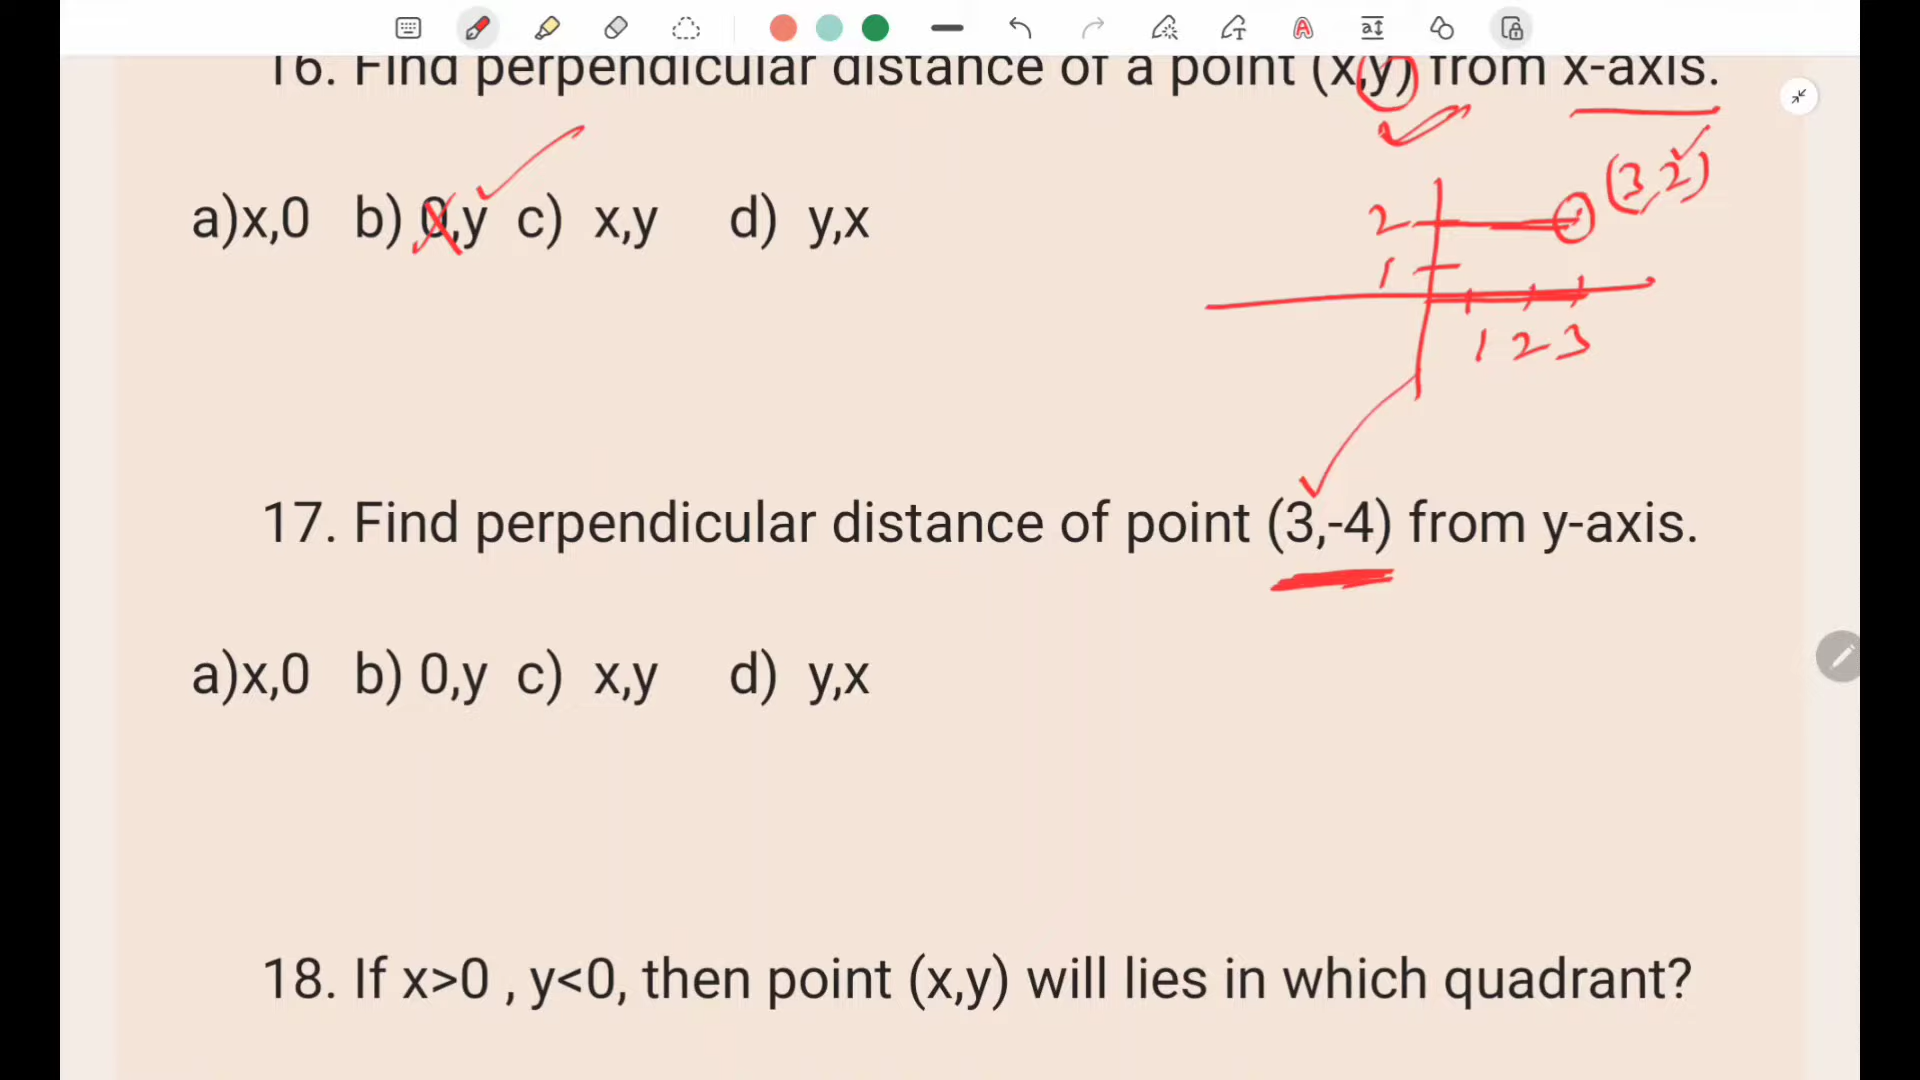 16. Find perpendicular distance of a point (x,y) from x-axis.
(3,2)
a)x,0 b) 0,y c) x,y d) y,x
2
1
1 2 3
17. Find perpendicular distance of point (3,-4) from y-axis.
a)x,0 b) 0,y c) x,y d) y,x
18. If x>0 , y<0, then point (x,y) will lies in which quadrant?